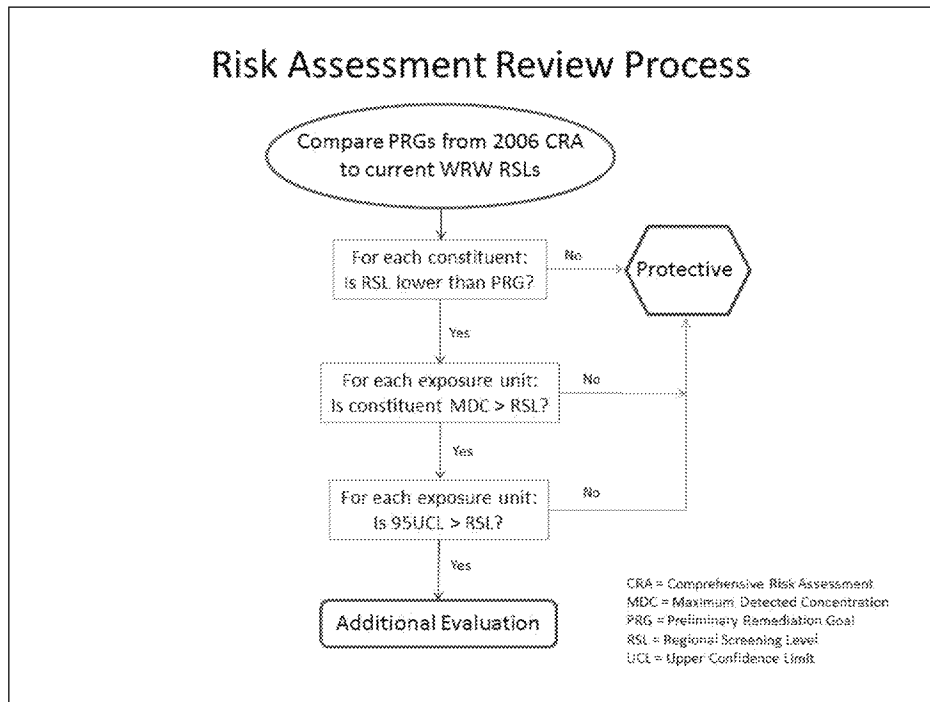 Risk Assessment Review Process
Compare PRGs from 2006 CRA
to current WRW RSLs
For each constituent:
Is RSL lower than PRG?
No
Protective
Yes
For each exposure unit:
Is constituent MDC > RSL?
No
Yes
For each exposure unit:
Is 95UCL > RSL?
No
Yes
Additional Evaluation
CRA = Comprehensive Risk Assessment
MDC = Maximum Detected Concentration
PRG = Preliminary Remediation Goal
RSL = Regional Screening Level
UCL = Upper Confidence Limit